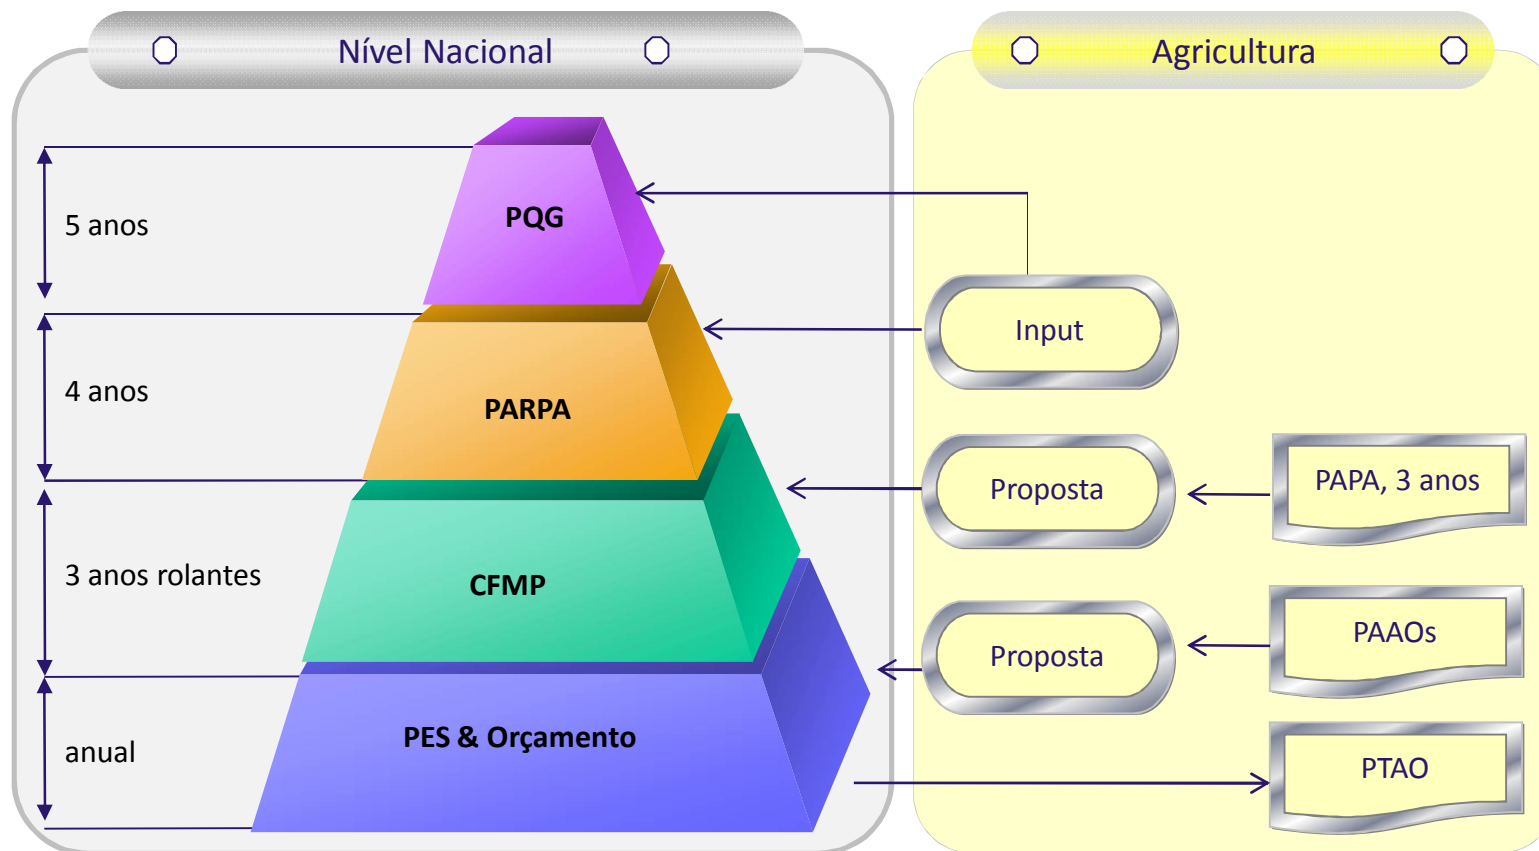 Nível Nacional
Agricultura
5 anos
PQG
Input
4 anos
PARPA
Proposta
PAPA, 3 anos
3 anos rolantes
CFMP
Proposta
PAAOs
anual
PES & Orçamento
PTAO